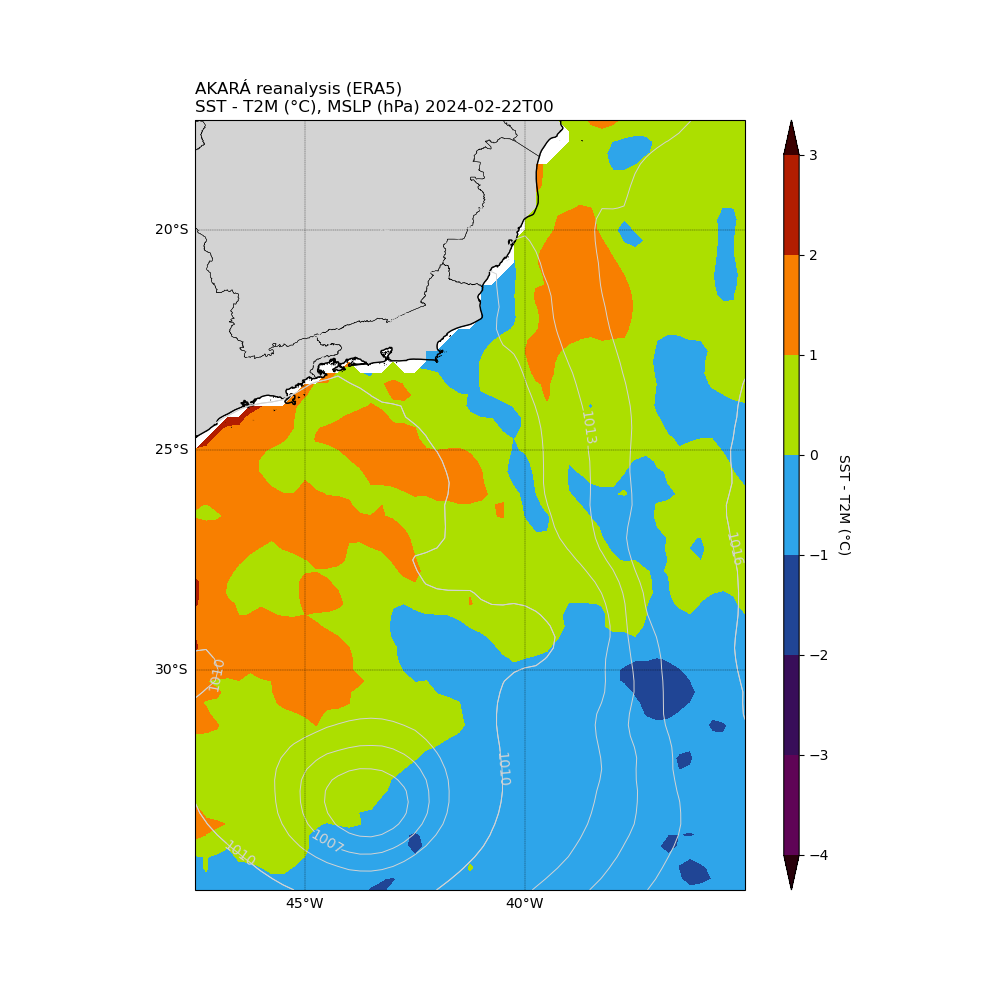 AKARÁ reanalysis (ERA5)
SST - T2M (°C), MSLP (hPa) 2024-02-22T00
3
2
1
0
−1
−2
−3
−4
SST - T2M (°C)
20°S
25°S
30°S
45°W
40°W
1013
1016
1010
1010
1007
1010